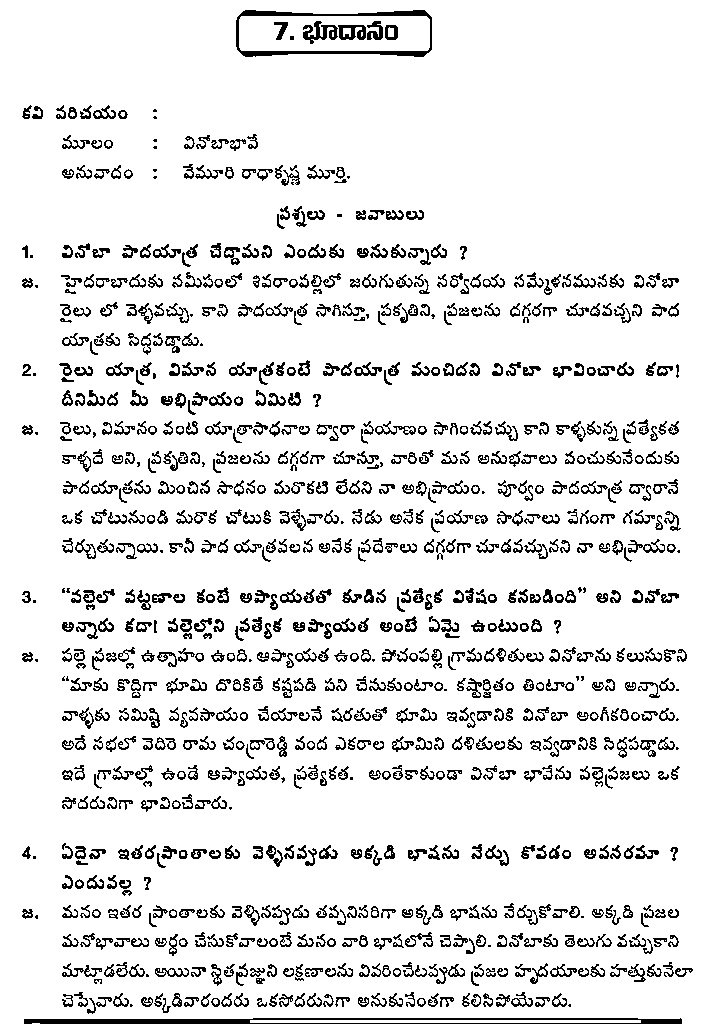 7. భూదానం
కవి పరిచయం :
మూలం : వినోబాభావే
అనువాదం : వేమూరి రాధాకృష్ణ మూర్తి.
ప్రశ్నలు - జవాబులు
1. వినోబా పాదయాత్ర చేద్దామని ఎందుకు అనుకున్నారు ?
జ. హైదరాబాదుకు సమీపంలో శివరాంపల్లిలో జరుగుతున్న సర్వోదయ సమ్మేళనమునకు వినోబా
రైలు లో వెళ్ళవచ్చు. కాని పాదయాత్ర సాగిస్తూ, ప్రకృతిని, ప్రజలను దగ్గరగా చూడవచ్చని పాద
యాత్రకు సిద్ధపడ్డాడు.
2. రైలు యాత్ర, విమాన యాత్రకంటే పాదయాత్ర మంచిదని వినోబా భావించారు కదా!
దీనిమీద మీ అభిప్రాయం ఏమిటి ?
జ. రైలు, విమానం వంటి యాత్రాసాధనాల ద్వారా ప్రయాణం సాగించవచ్చు కాని కాళ్ళకున్న ప్రత్యేకత
కాళ్ళదే అని, ప్రకృతిని, ప్రజలను దగ్గరగా చూస్తూ, వారితో మన అనుభవాలు పంచుకునేందుకు
పాదయాత్రను మించిన సాధనం మరొకటి లేదని నా అభిప్రాయం. పూర్వం పాదయాత్ర ద్వారానే
ఒక చోటునుండి మరొక చోటుకి వెళ్ళేవారు. నేడు అనేక ప్రయాణ సాధనాలు వేగంగా గమ్యాన్ని
చేర్చుతున్నాయి. కానీ పాద యాత్రవలన అనేక ప్రదేశాలు దగ్గరగా చూడవచ్చునని నా అభిప్రాయం.
3. “పల్లెలో పట్టణాల కంటే అప్యాయతతో కూడిన ప్రత్యేక విశేషం కనబడింది” అని వినోబా
అన్నారు కదా! పల్లెల్లోని ప్రత్యేక ఆప్యాయత అంటే ఏమై ఉంటుంది ?
జ. పల్లె ప్రజల్లో ఉత్సాహం ఉంది. ఆప్యాయత ఉంది. పోచంపల్లి గ్రామదళితులు వినోబాను కలుసుకొని
“మాకు కొద్దిగా భూమి దొరికితే కష్టపడి పని చేసుకుంటాం. కష్టార్జితం తింటాం” అని అన్నారు.
వాళ్ళకు సమిష్టి వ్యవసాయం చేయాలనే షరతుతో భూమి ఇవ్వడానికి వినోబా అంగీకరించారు.
అదే సభలో వెదిరె రామ చంద్రారెడ్డి వంద ఎకరాల భూమిని దళితులకు ఇవ్వడానికి సిద్ధపడ్డాడు.
ఇదే గ్రామాల్లో ఉండే ఆప్యాయత, ప్రత్యేకత. అంతేకాకుండా వినోబా భావేను పల్లెప్రజలు ఒక
సోదరునిగా భావించేవారు.
4. ఏదైనా ఇతరప్రాంతాలకు వెళ్ళినప్పుడు అక్కడి భాషను నేర్చు కోవడం అవసరమా ?
ఎందువల్ల ?
జ. మనం ఇతర ప్రాంతాలకు వెళ్ళినప్పుడు తప్పనిసరిగా అక్కడి భాషను నేర్చుకోవాలి. అక్కడి ప్రజల
మనోభావాలు అర్ధం చేసుకోవాలంటే మనం వారి భాషలోనే చెప్పాలి. వినోబాకు తెలుగు వచ్చుకాని
మాట్లాడలేరు. అయినా స్థితప్రజ్ఞుని లక్షణాలను వివరించేటప్పుడు ప్రజల హృదయాలకు హత్తుకునేలా
చెప్పేవారు. అక్కడివారందరు ఒకసోదరునిగా అనుకునేంతగా కలిసిపోయేవారు.